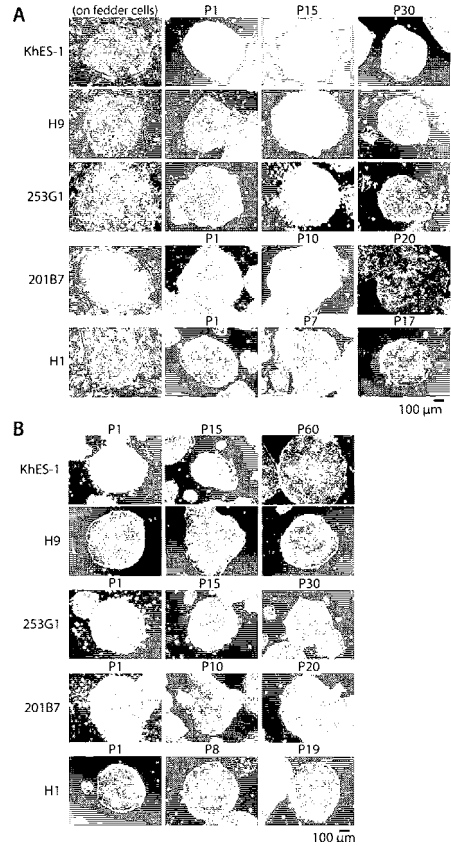 A
(on fedder cells) P1 P15 P30
KhES-1
H9
253G1
P1 P10 P20
201B7
P1 P7 P17
H1
100 µm
B
P1 P15 P60
KhES-1
H9
P1 P15 P30
253G1
P1 P10 P20
201B7
P1 P8 P19
H1
100 µm